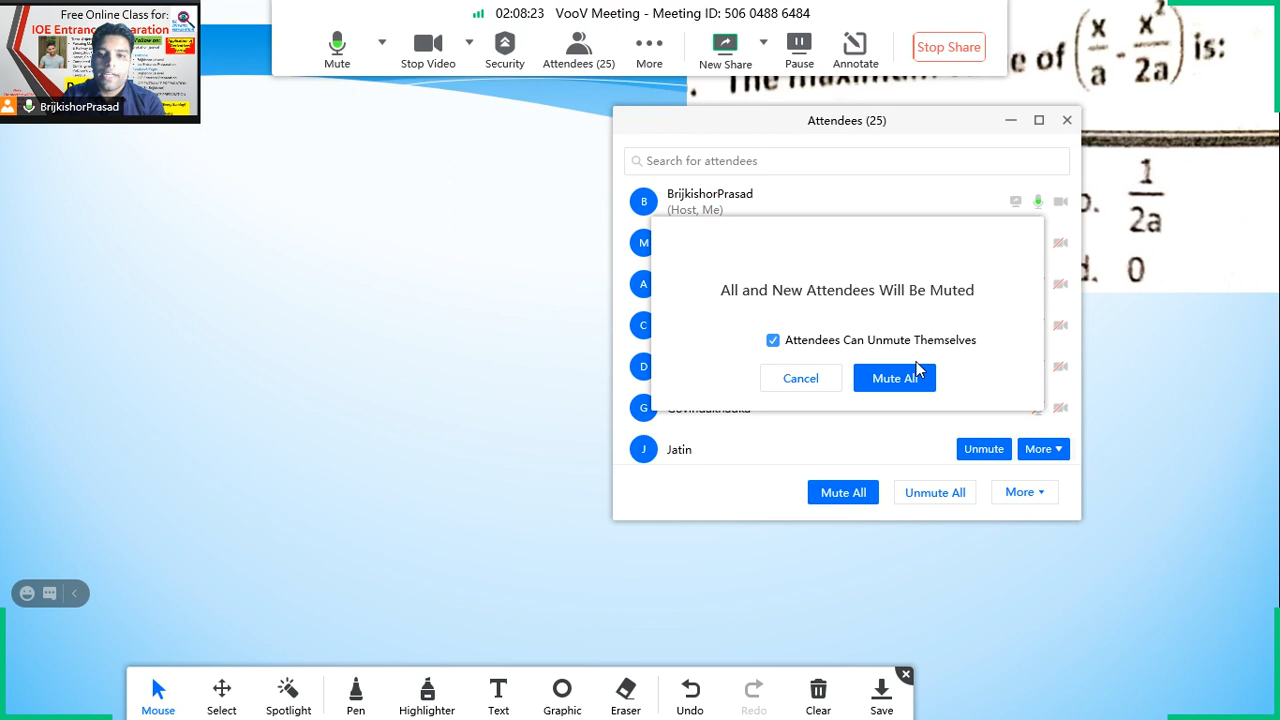 Free Online Class for:
BrijkishorPrasad
02:08:23 VooV Meeting - Meeting ID: 506 0488 6484
Mute
Stop Video
Security
Attendees (25)
More
New Share
Pause
Annotate
Stop Share
e of (x/a - x²/2a) is:
b. 1/2a
d. 0
Attendees (25)
Search for attendees
B BrijkishorPrasad
(Host, Me)
M
A
C
D
G
All and New Attendees Will Be Muted
Attendees Can Unmute Themselves
Cancel Mute All
J Jatin Unmute More
Mute All Unmute All More
Mouse Select Spotlight Pen Highlighter Text Graphic Eraser Undo Redo Clear Save